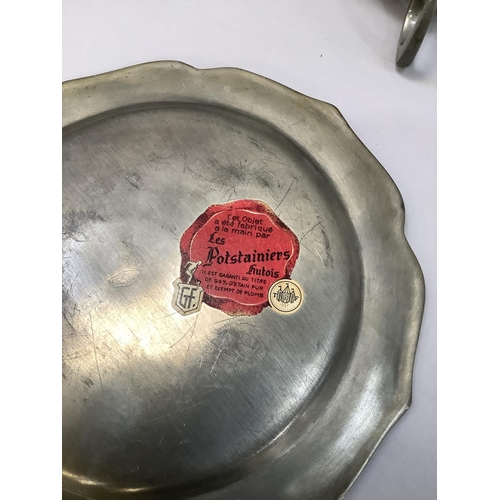 Cet Objet
a été fabriqué
a la main par
Les
Potstainiers
Hutois
IL EST GARANTI AU TITRE
DE 94% D'ETAIN PUR
ET EXEMPT DE PLOMB